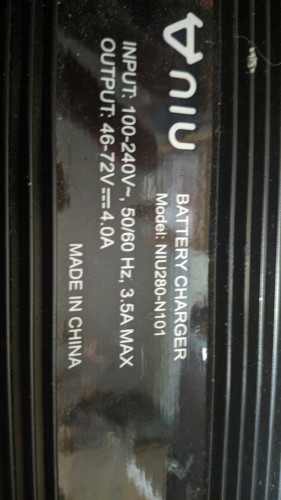 NIU
BATTERY CHARGER
Model: NIU280-N101
INPUT: 100-240V~, 50/60 Hz, 3.5A MAX
OUTPUT: 46-72V⎓4.0A
MADE IN CHINA